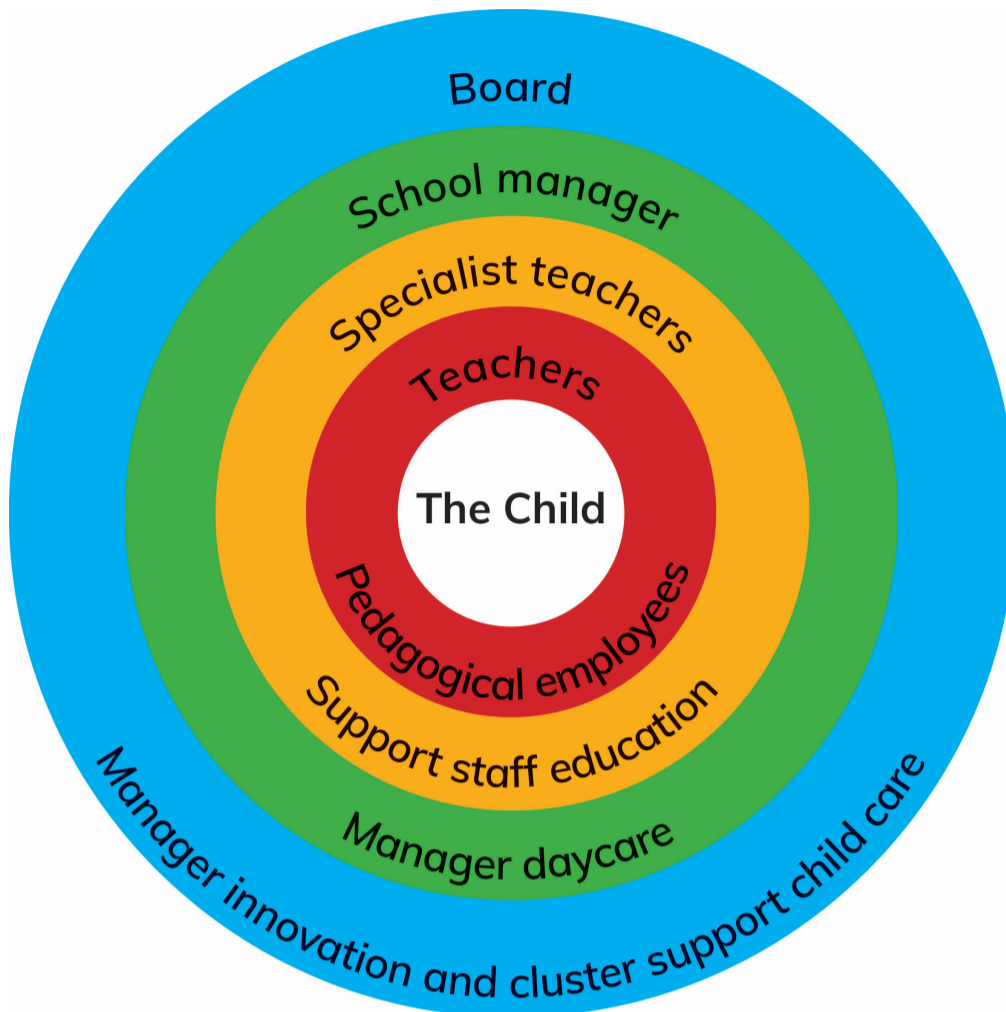 Board
School manager
Specialist teachers
Teachers
The Child
Pedagogical employees
Support staff education
Manager daycare
Manager innovation and cluster support child care